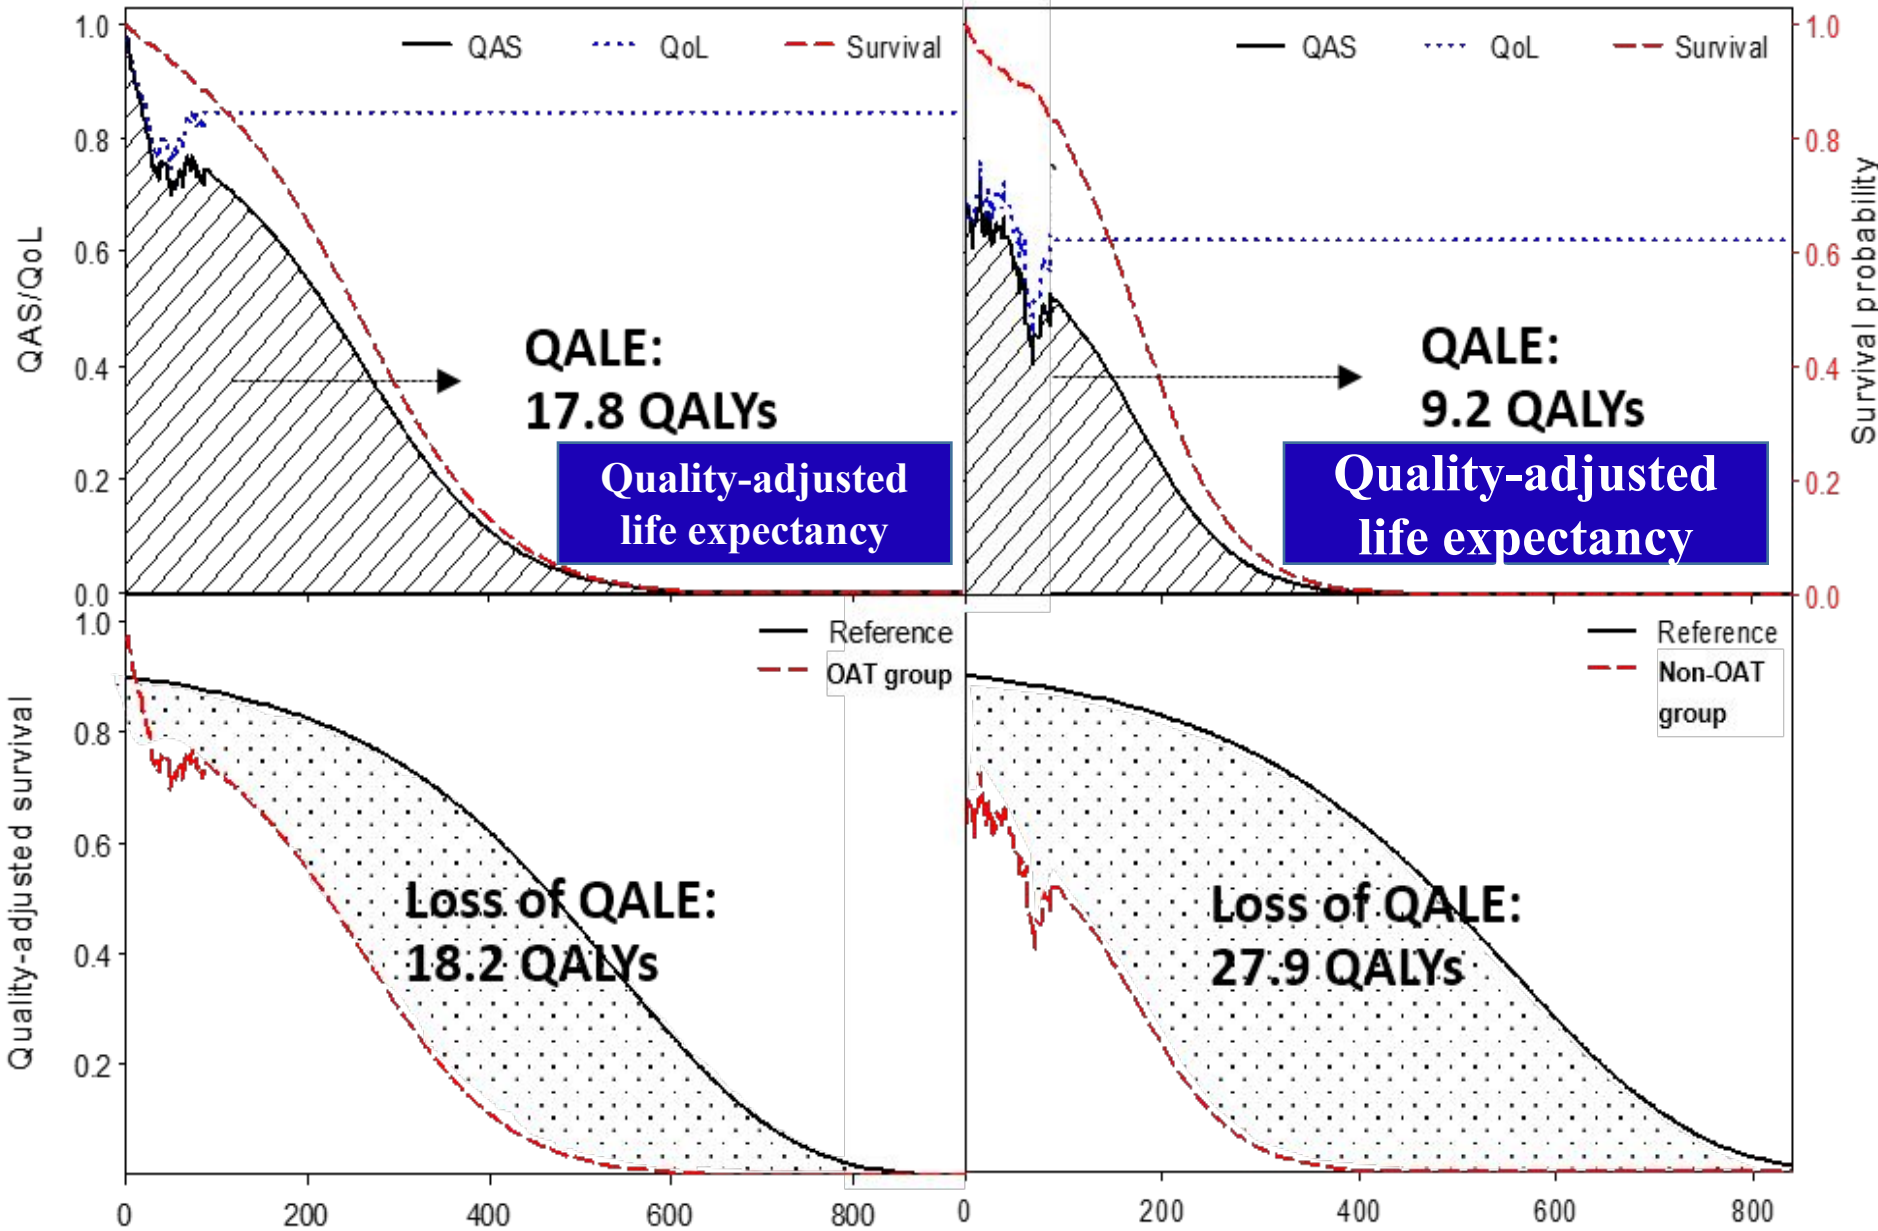 1.0
0.8
0.6
0.4
0.2
0.0
QAS/QoL
QAS QoL Survival
QALE:
17.8 QALYs
Quality-adjusted
life expectancy
QAS QoL Survival
QALE:
9.2 QALYs
Quality-adjusted
life expectancy
1.0
0.8
0.6
0.4
0.2
0.0
Survival probability
1.0
0.8
0.6
0.4
0.2
Quality-adjusted survival
Reference
OAT group
Loss of QALE:
18.2 QALYs
0 200 400 600 800
Reference
Non-OAT
group
Loss of QALE:
27.9 QALYs
0 200 400 600 800